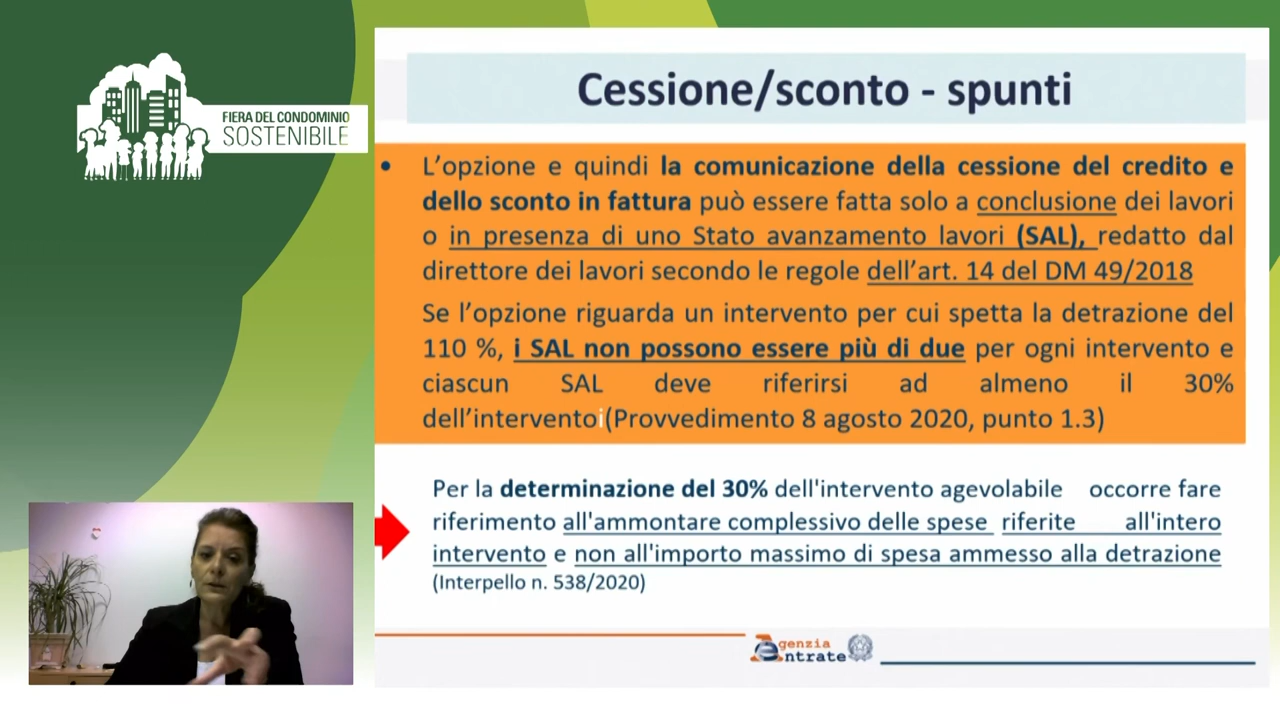 FIERA DEL CONDOMINIO
SOSTENIBILE
Cessione/sconto - spunti
• L’opzione e quindi la comunicazione della cessione del credito e
dello sconto in fattura può essere fatta solo a conclusione dei lavori
o in presenza di uno Stato avanzamento lavori (SAL), redatto dal
direttore dei lavori secondo le regole dell’art. 14 del DM 49/2018
Se l’opzione riguarda un intervento per cui spetta la detrazione del
110 %, i SAL non possono essere più di due per ogni intervento e
ciascun SAL deve riferirsi ad almeno il 30%
dell’interventoi(Provvedimento 8 agosto 2020, punto 1.3)
Per la determinazione del 30% dell'intervento agevolabile occorre fare
riferimento all'ammontare complessivo delle spese riferite all'intero
intervento e non all'importo massimo di spesa ammesso alla detrazione
(Interpello n. 538/2020)
genzia
ntrate